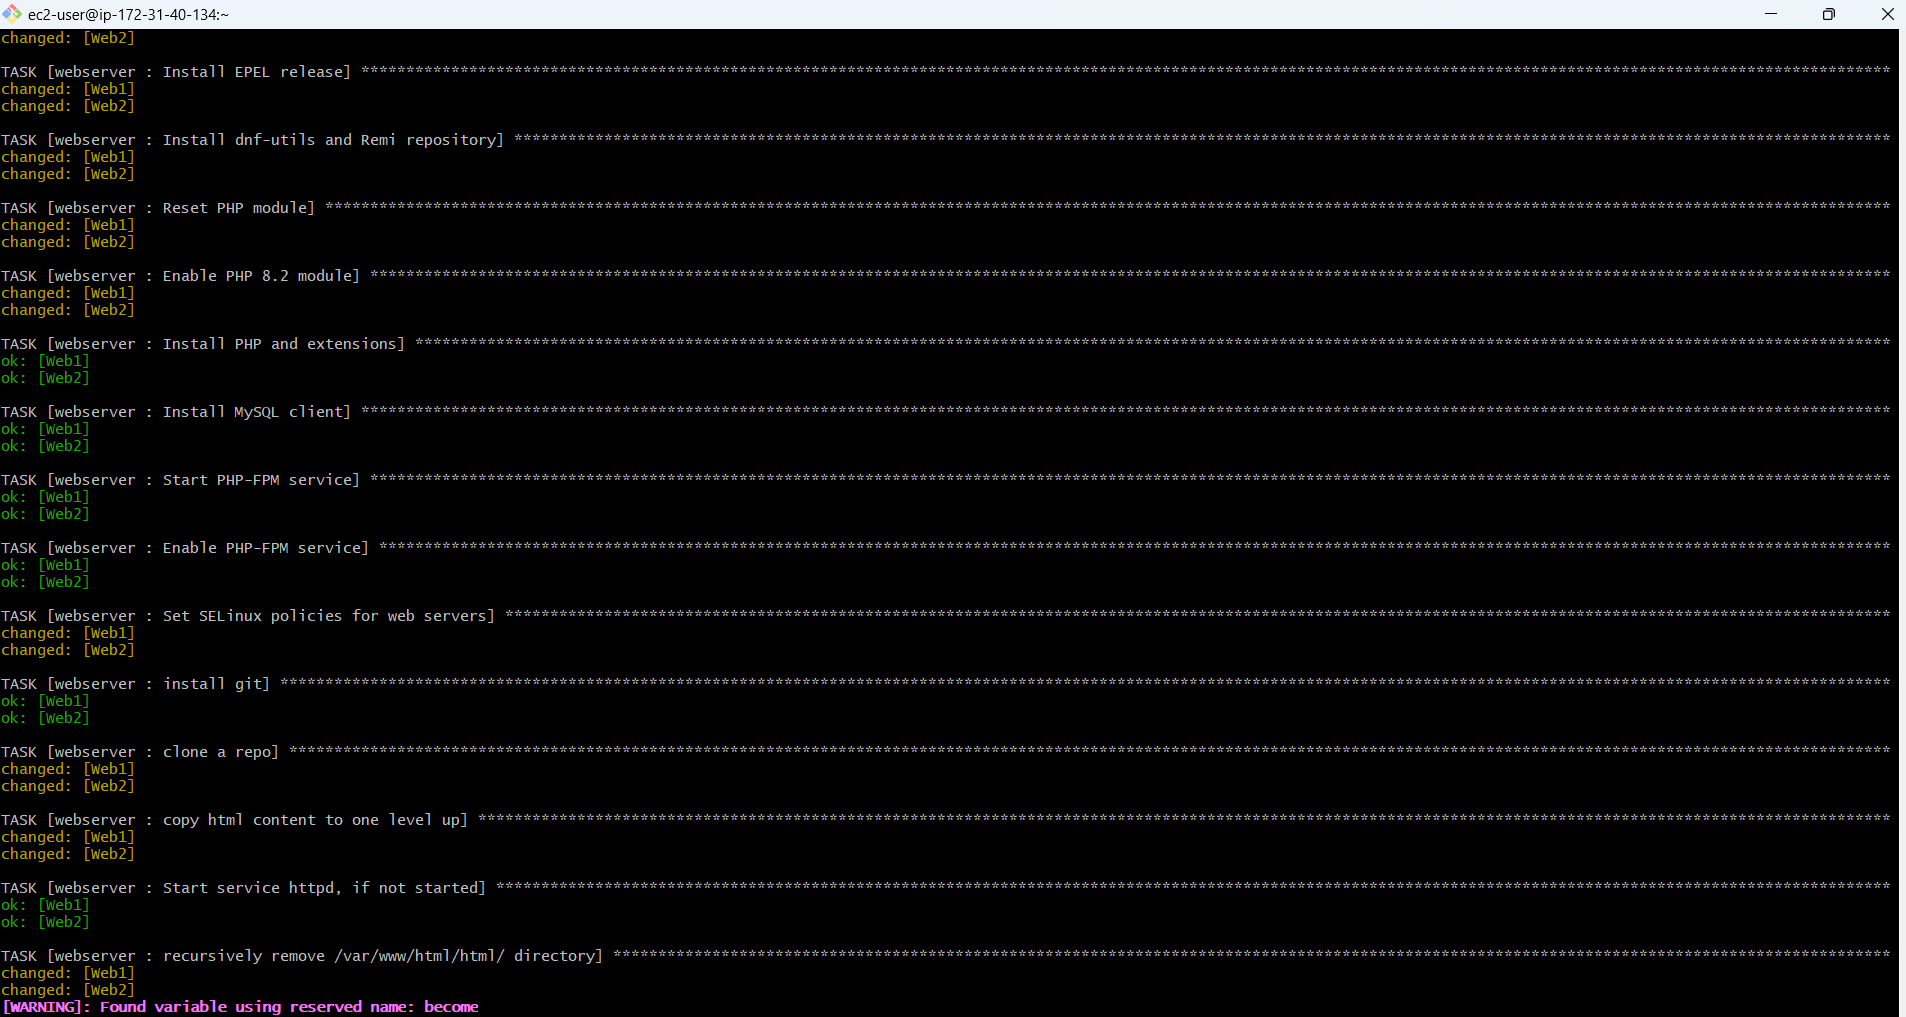 ec2-user@ip-172-31-40-134:~
changed: [Web2]
TASK [webserver : Install EPEL release] **************************************************************************************************************************************************************************
changed: [Web1]
changed: [Web2]
TASK [webserver : Install dnf-utils and Remi repository] *********************************************************************************************************************************************************
changed: [Web1]
changed: [Web2]
TASK [webserver : Reset PHP module] ******************************************************************************************************************************************************************************
changed: [Web1]
changed: [Web2]
TASK [webserver : Enable PHP 8.2 module] *************************************************************************************************************************************************************************
changed: [Web1]
changed: [Web2]
TASK [webserver : Install PHP and extensions] ********************************************************************************************************************************************************************
ok: [Web1]
ok: [Web2]
TASK [webserver : Install MySQL client] **************************************************************************************************************************************************************************
ok: [Web1]
ok: [Web2]
TASK [webserver : Start PHP-FPM service] *************************************************************************************************************************************************************************
ok: [Web1]
ok: [Web2]
TASK [webserver : Enable PHP-FPM service] ************************************************************************************************************************************************************************
ok: [Web1]
ok: [Web2]
TASK [webserver : Set SELinux policies for web servers] **********************************************************************************************************************************************************
changed: [Web1]
changed: [Web2]
TASK [webserver : install git] ***********************************************************************************************************************************************************************************
ok: [Web1]
ok: [Web2]
TASK [webserver : clone a repo] **********************************************************************************************************************************************************************************
changed: [Web1]
changed: [Web2]
TASK [webserver : copy html content to one level up] *************************************************************************************************************************************************************
changed: [Web1]
changed: [Web2]
TASK [webserver : Start service httpd, if not started] ***********************************************************************************************************************************************************
ok: [Web1]
ok: [Web2]
TASK [webserver : recursively remove /var/www/html/html/ directory] **********************************************************************************************************************************************
changed: [Web1]
changed: [Web2]
[WARNING]: Found variable using reserved name: become